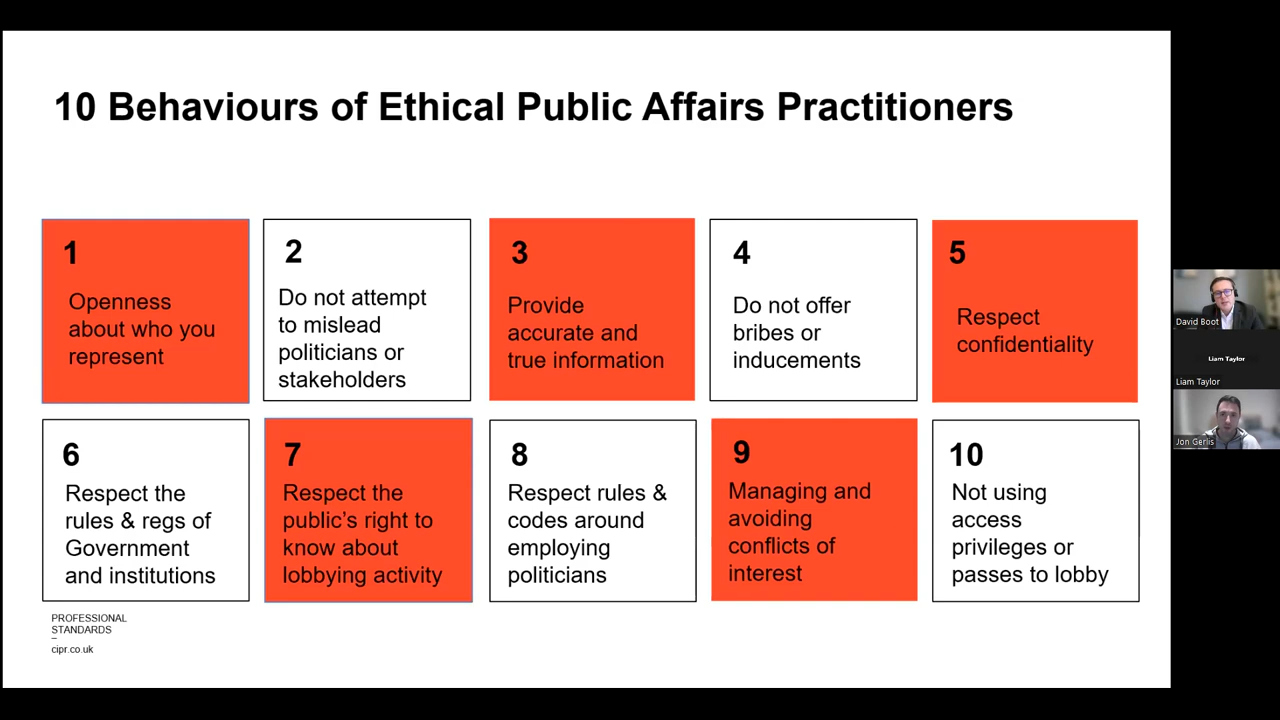 10 Behaviours of Ethical Public Affairs Practitioners
1
Openness
about who you
represent
2
Do not attempt
to mislead
politicians or
stakeholders
3
Provide
accurate and
true information
4
Do not offer
bribes or
inducements
5
Respect
confidentiality
6
Respect the
rules & regs of
Government
and institutions
7
Respect the
public’s right to
know about
lobbying activity
8
Respect rules &
codes around
employing
politicians
9
Managing and
avoiding
conflicts of
interest
10
Not using
access
privileges or
passes to lobby
PROFESSIONAL
STANDARDS
–
cipr.co.uk
David Boot
Liam Taylor
Liam Taylor
Jon Gerlis